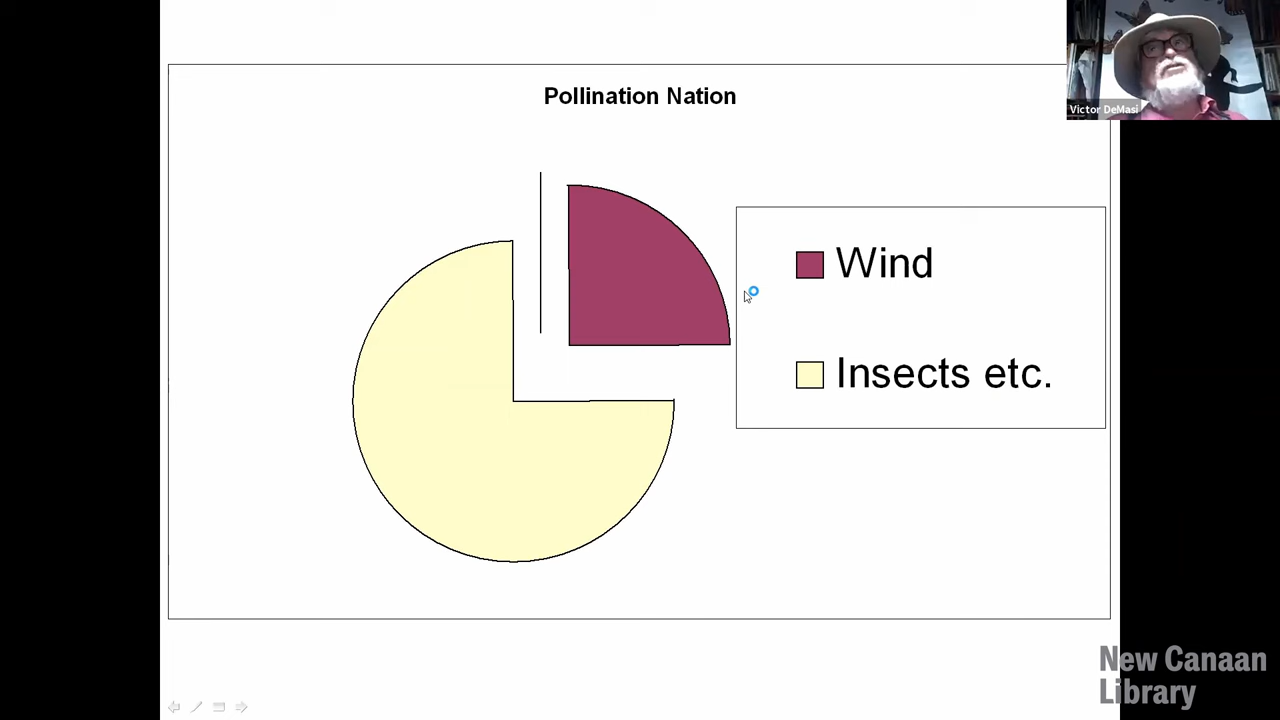 Pollination Nation
Victor DeMasi
Wind
Insects etc.
New Canaan
Library